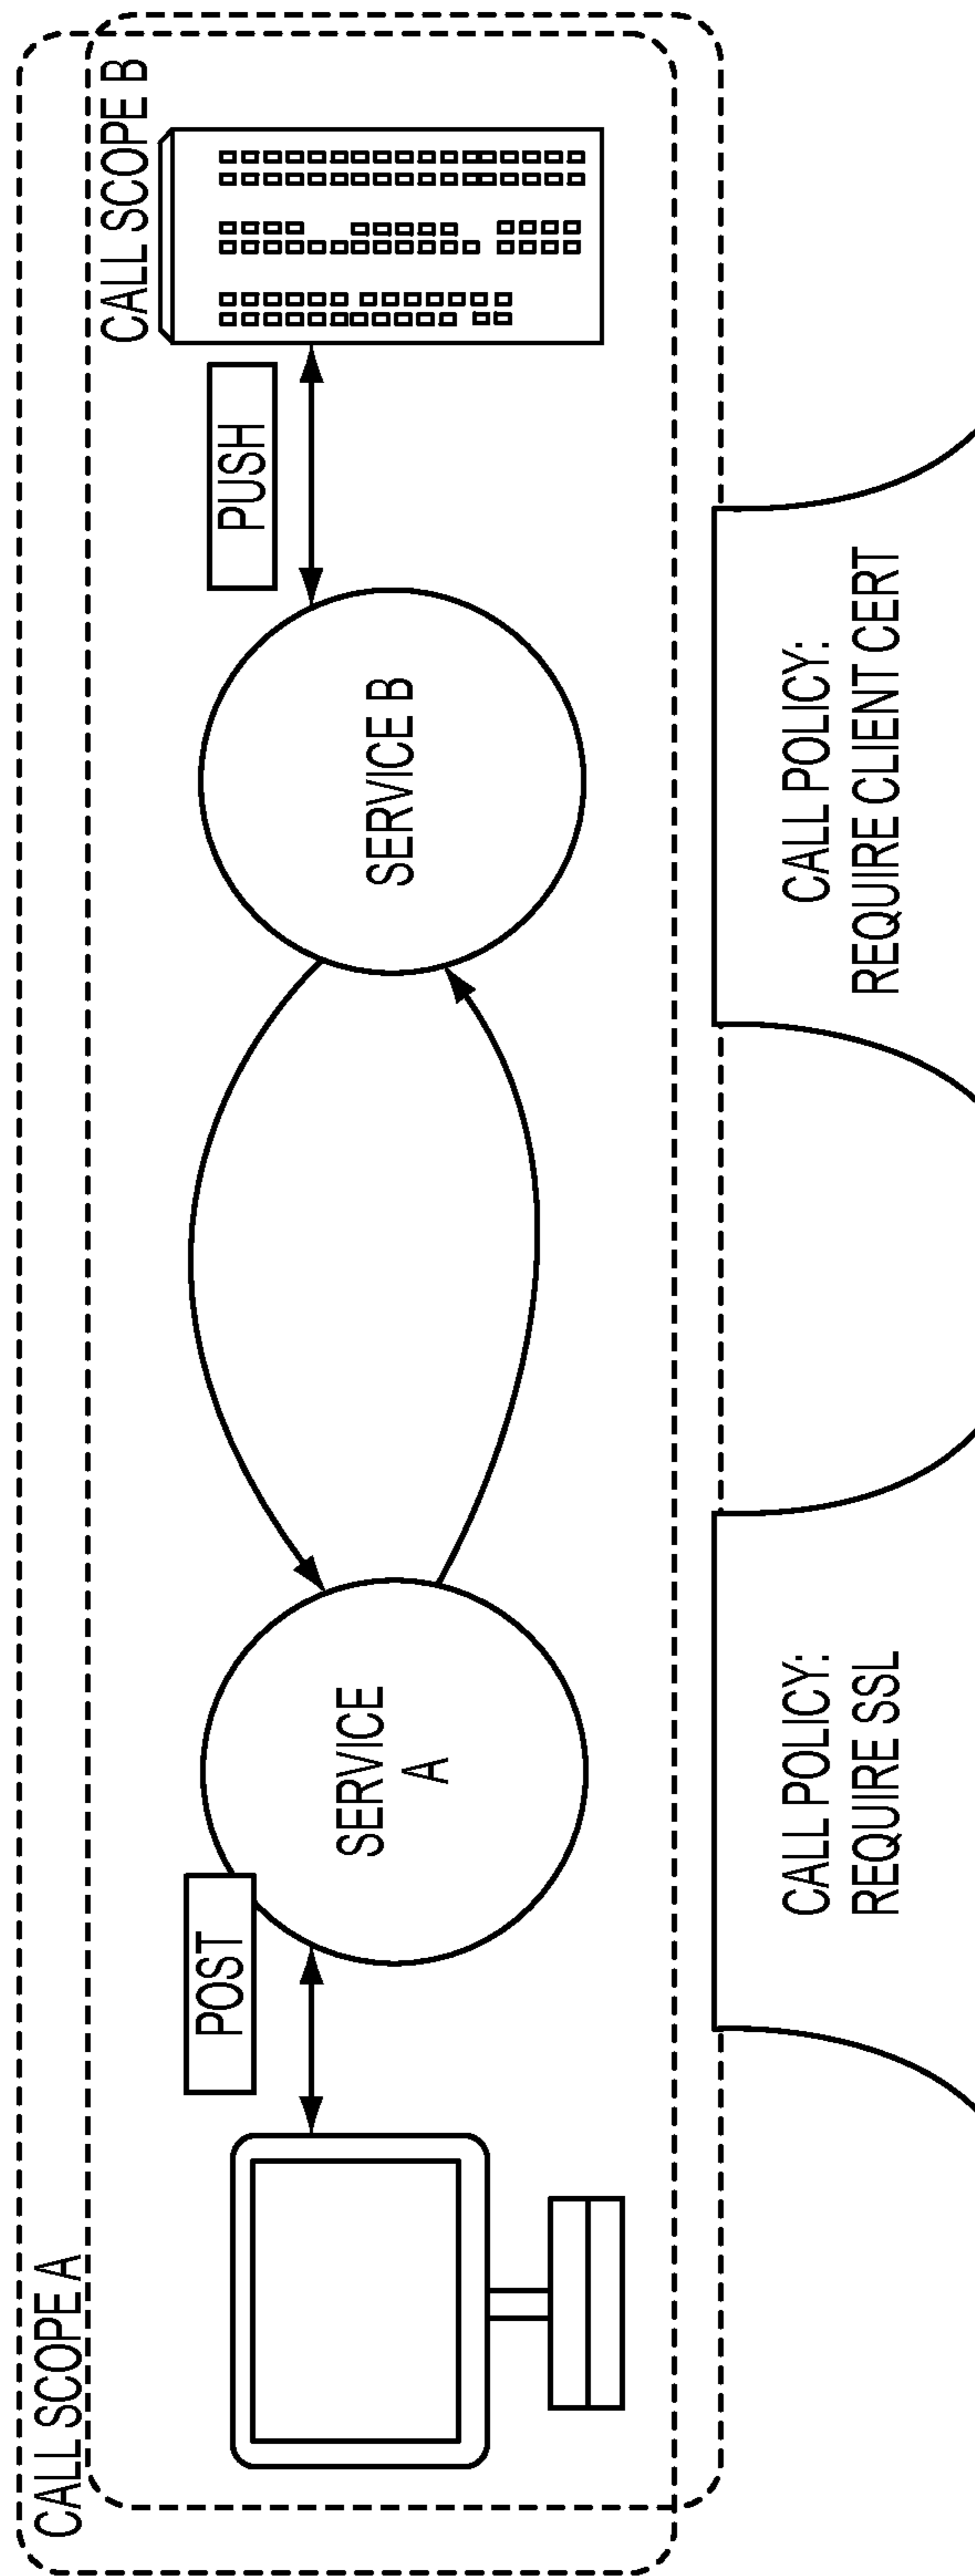 CALL SCOPE A
CALL SCOPE B
POST
PUSH
SERVICE
A
SERVICE B
CALL POLICY:
REQUIRE SSL
CALL POLICY:
REQUIRE CLIENT CERT